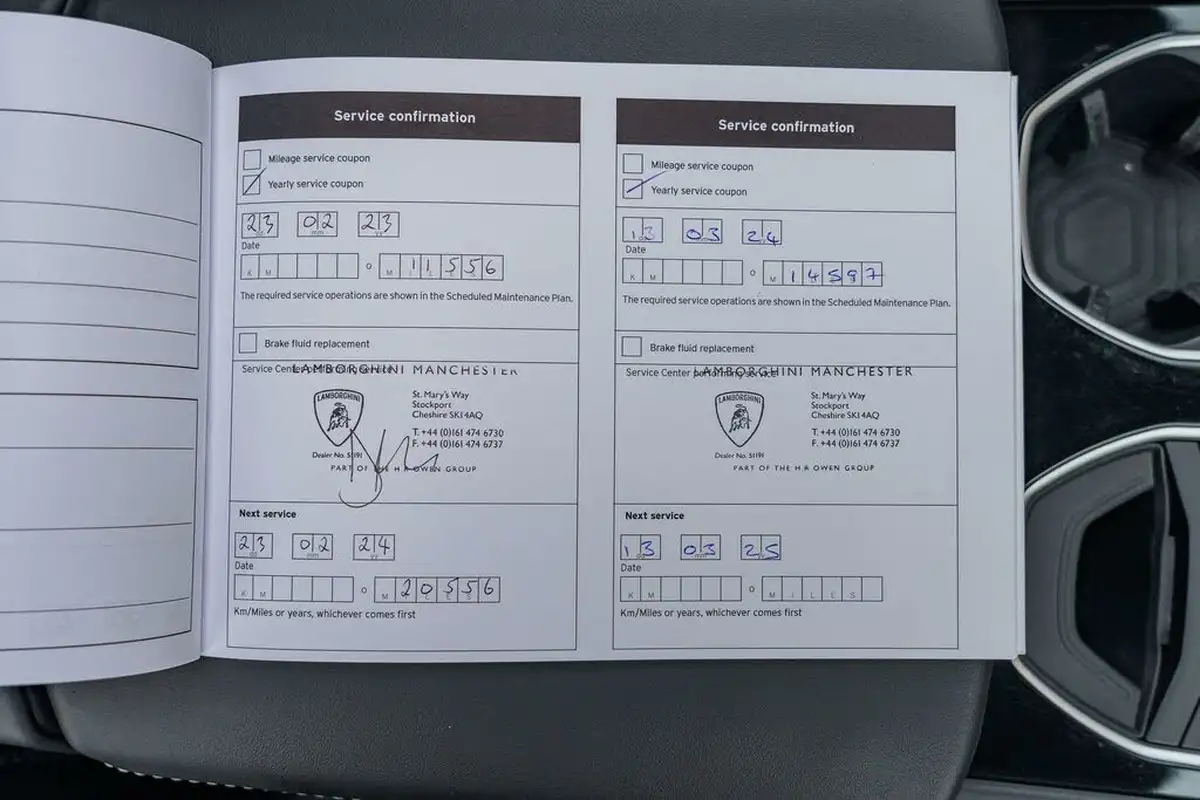 Service confirmation
Mileage service coupon
Yearly service coupon
23 02 23
Date
K M o M 11556
The required service operations are shown in the Scheduled Maintenance Plan.
Brake fluid replacement
Service Center performing service
LAMBORGHINI MANCHESTER
LAMBORGHINI
St. Mary's Way
Stockport
Cheshire SK1 4AQ
T. +44 (0)161 474 6730
F. +44 (0)161 474 6737
Dealer No. 51191
PART OF THE H R OWEN GROUP
Next service
23 02 24
Date
K M o M 20556
Km/Miles or years, whichever comes first
Service confirmation
Mileage service coupon
Yearly service coupon
13 03 24
Date
K M o M 14597
The required service operations are shown in the Scheduled Maintenance Plan.
Brake fluid replacement
Service Center performing service
LAMBORGHINI MANCHESTER
LAMBORGHINI
St. Mary's Way
Stockport
Cheshire SK1 4AQ
T. +44 (0)161 474 6730
F. +44 (0)161 474 6737
Dealer No. 51191
PART OF THE H R OWEN GROUP
Next service
13 03 25
Date
K M o M I L E S
Km/Miles or years, whichever comes first